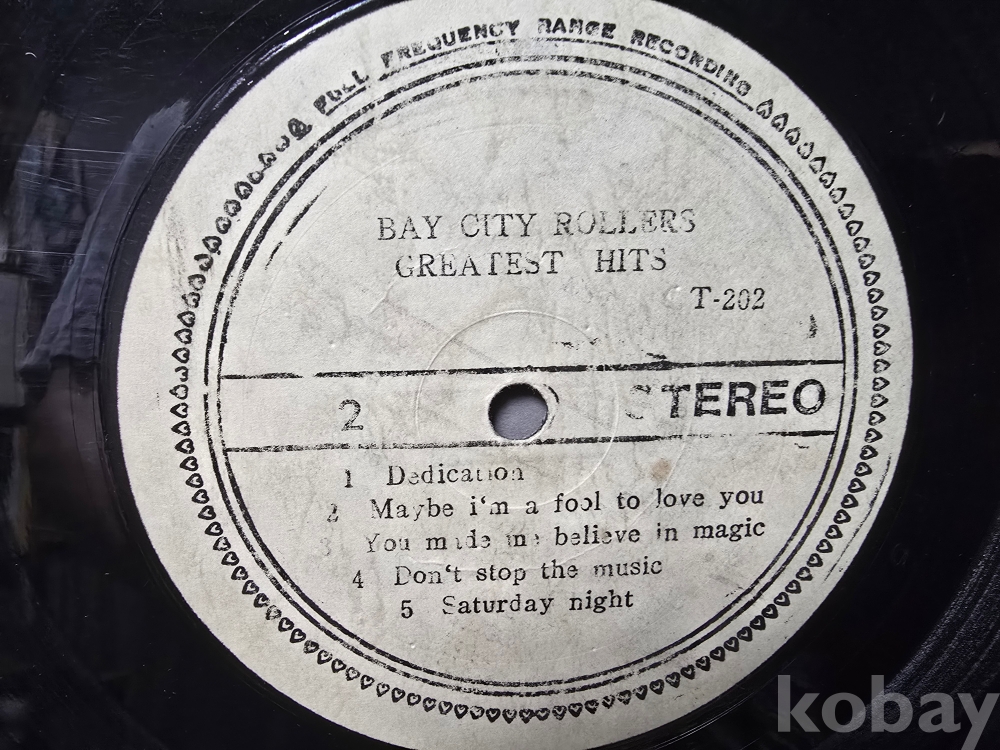 FULL FREQUENCY RANGE RECORDING
BAY CITY ROLLERS
GREATEST HITS
T-202
2 STEREO
1 Dedication
2 Maybe i'm a fool to love you
3 You made me believe in magic
4 Don't stop the music
5 Saturday night
kobay